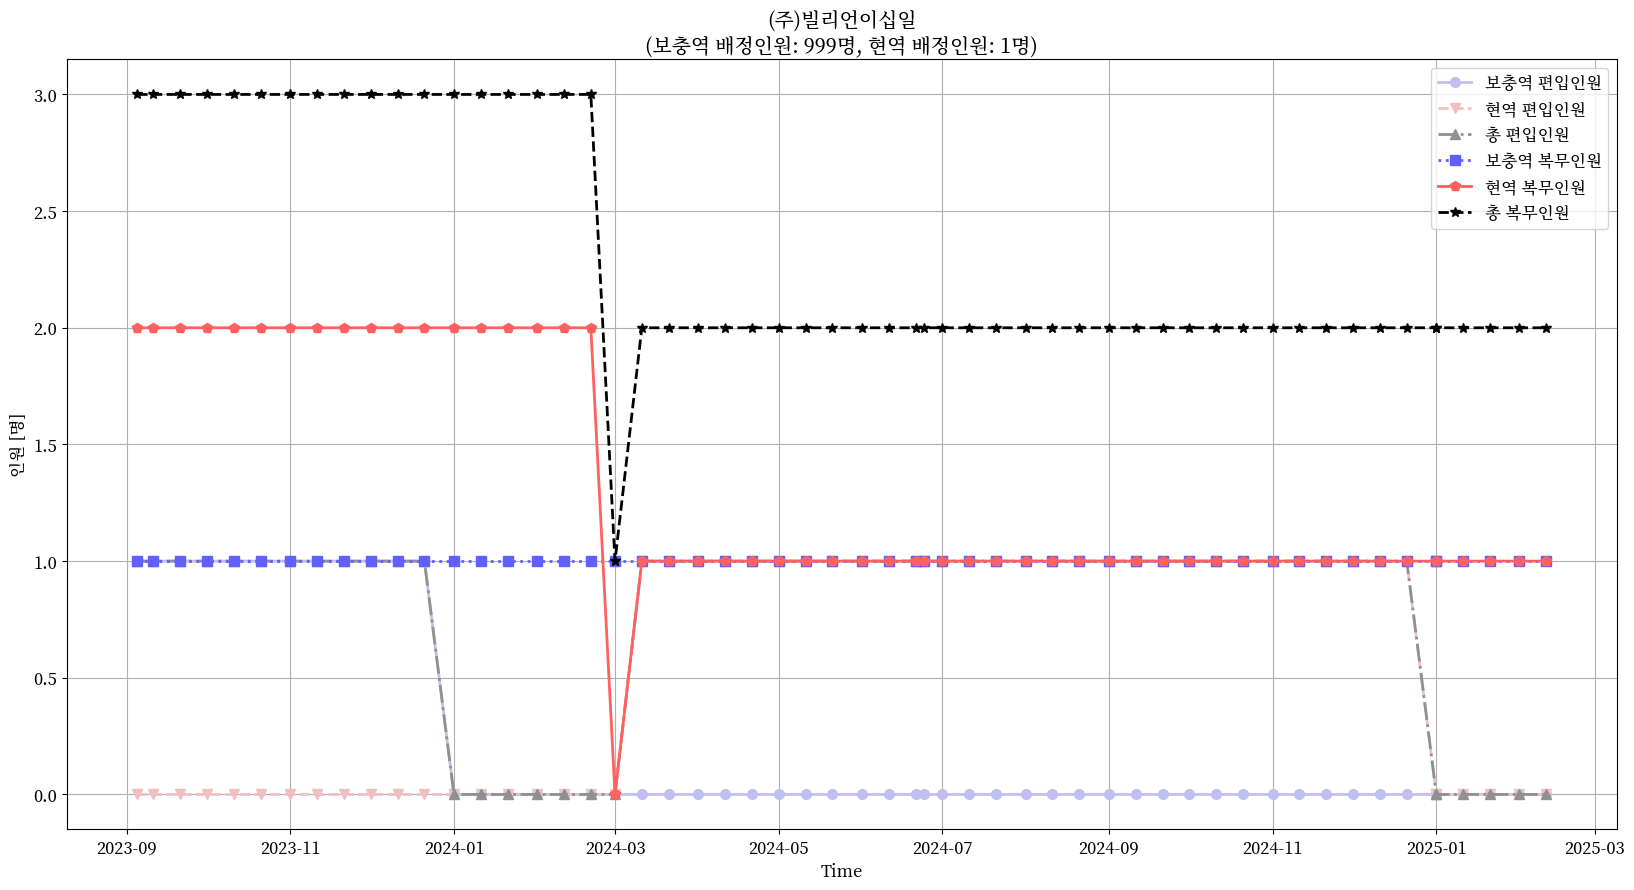 (주)빌리언이십일
(보충역 배정인원: 999명, 현역 배정인원: 1명)
보충역 편입인원
현역 편입인원
총 편입인원
보충역 복무인원
현역 복무인원
총 복무인원
인원 [명]
3.0
2.5
2.0
1.5
1.0
0.5
0.0
2023-09 2023-11 2024-01 2024-03 2024-05 2024-07 2024-09 2024-11 2025-01 2025-03
Time